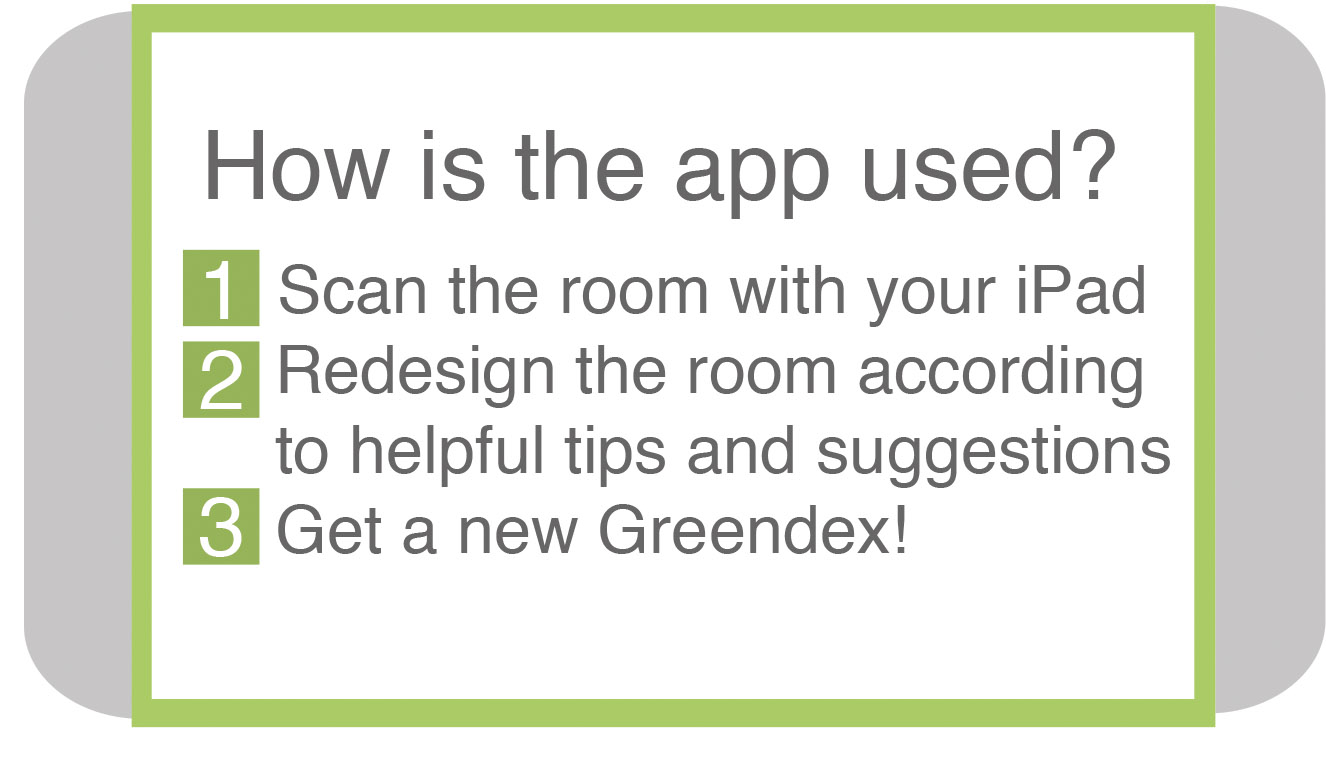 How is the app used?
1 Scan the room with your iPad
2 Redesign the room according
to helpful tips and suggestions
3 Get a new Greendex!